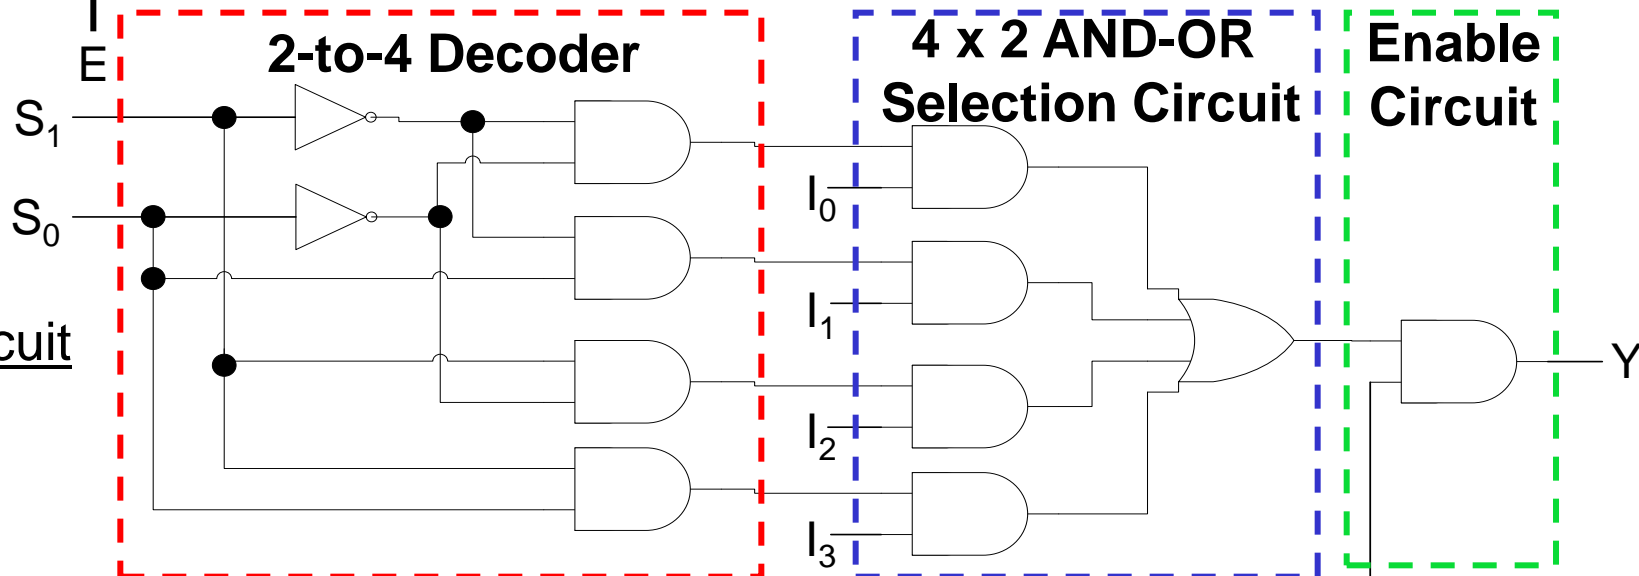 E
2-to-4 Decoder
4 x 2 AND-OR
Selection Circuit
Enable
Circuit
S1
S0
cuit
I0
I1
I2
I3
Y